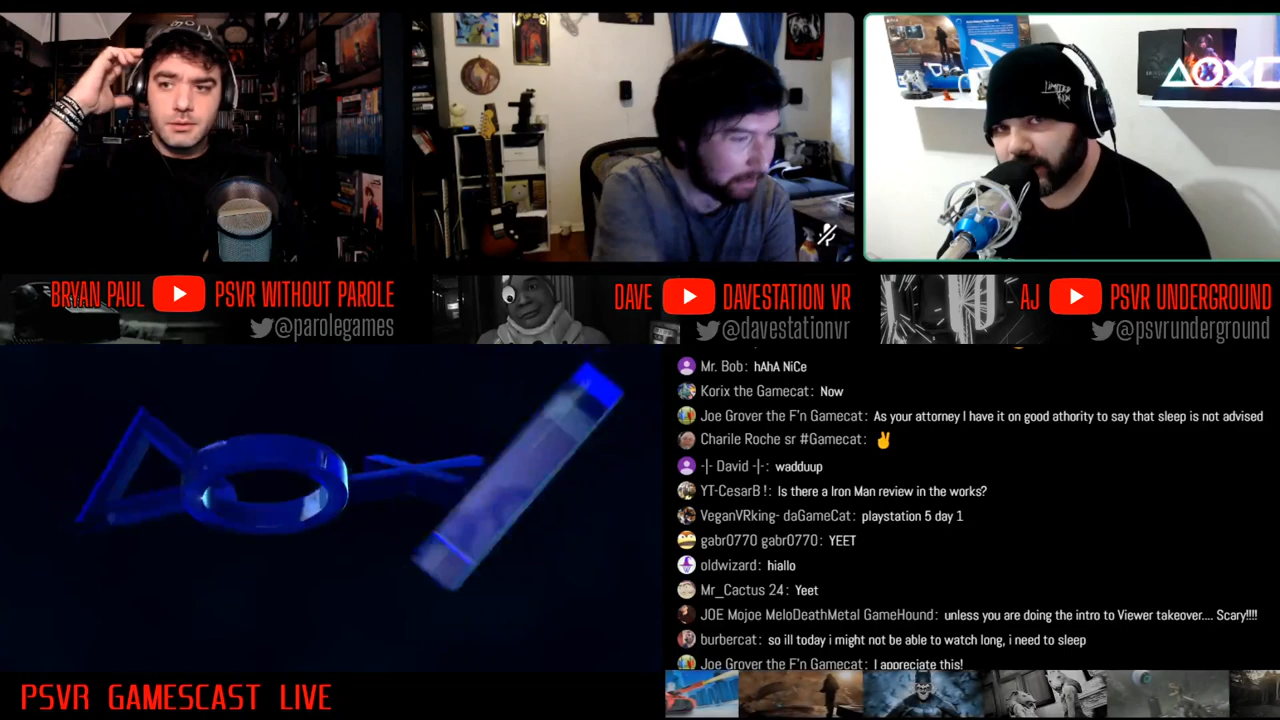 BRYAN PAUL PSVR WITHOUT PAROLE
@parolegames
DAVE DAVESTATION VR
@davestationvr
AJ PSVR UNDERGROUND
@psvrunderground
Mr. Bob: hAhA NiCe
Korix the Gamecat: Now
Joe Grover the F'n Gamecat: As your attorney I have it on good athority to say that sleep is not advised
Charile Roche sr #Gamecat: ✌
-|- David -|-: wadduup
YT-CesarB !: Is there a Iron Man review in the works?
VeganVRking- daGameCat: playstation 5 day 1
gabr0770 gabr0770: YEET
oldwizard: hiallo
Mr_Cactus 24: Yeet
JOE Mojoe MeloDeathMetal GameHound: unless you are doing the intro to Viewer takeover.... Scary!!!!
burbercat: so ill today i might not be able to watch long, i need to sleep
Joe Grover the F'n Gamecat: I appreciate this!
PSVR GAMESCAST LIVE